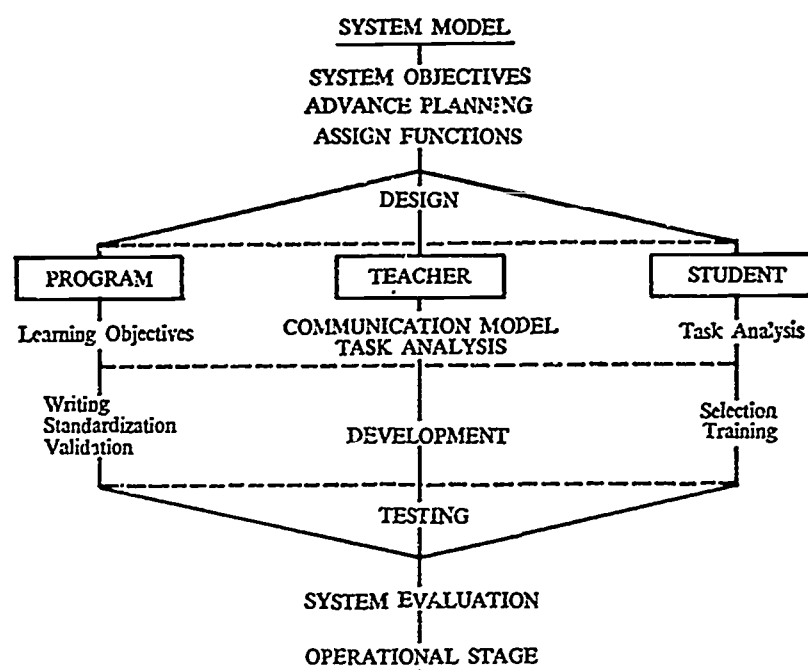 SYSTEM MODEL
SYSTEM OBJECTIVES
ADVANCE PLANNING
ASSIGN FUNCTIONS
DESIGN
PROGRAM
TEACHER
STUDENT
Learning Objectives
COMMUNICATION MODEL
TASK ANALYSIS
Task Analysis
Writing
Standardization
Validation
DEVELOPMENT
Selection
Training
TESTING
SYSTEM EVALUATION
OPERATIONAL STAGE